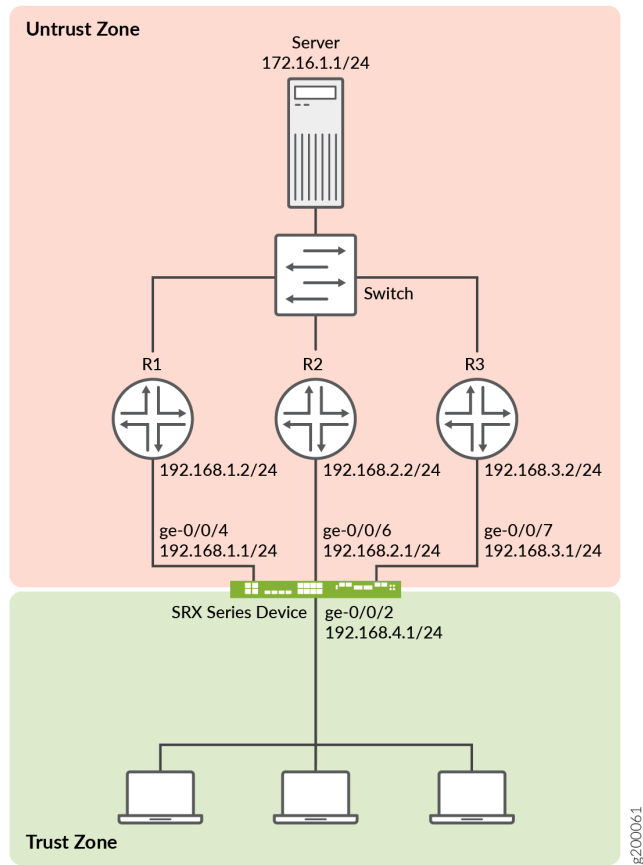 Untrust Zone
Server
172.16.1.1/24
Switch
R1
R2
R3
192.168.1.2/24
192.168.2.2/24
192.168.3.2/24
ge-0/0/4
192.168.1.1/24
ge-0/0/6
192.168.2.1/24
ge-0/0/7
192.168.3.1/24
SRX Series Device
ge-0/0/2
192.168.4.1/24
Trust Zone
g200061